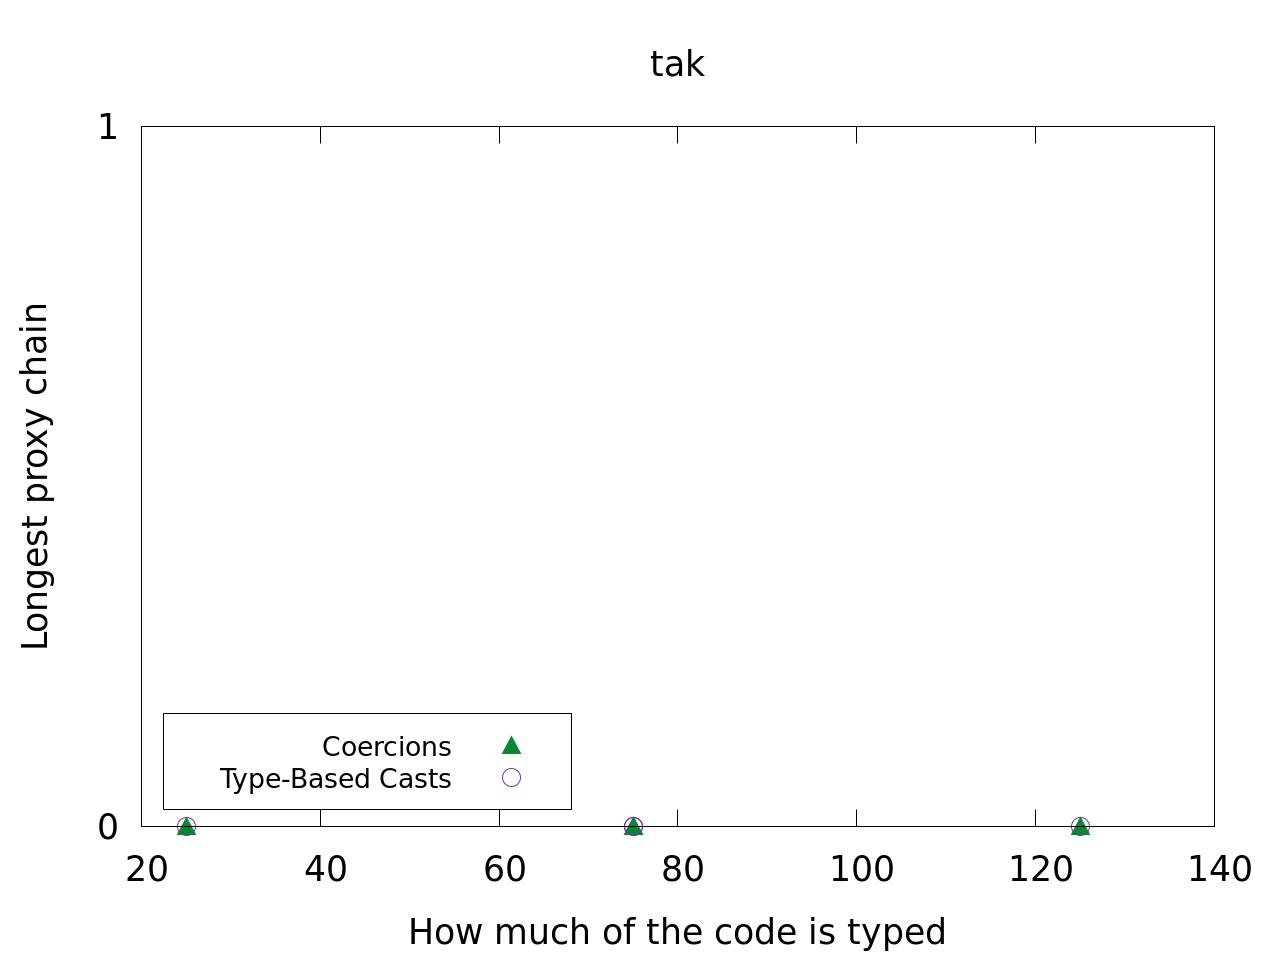 tak
1
Longest proxy chain
Coercions
Type-Based Casts
0
20 40 60 80 100 120 140
How much of the code is typed